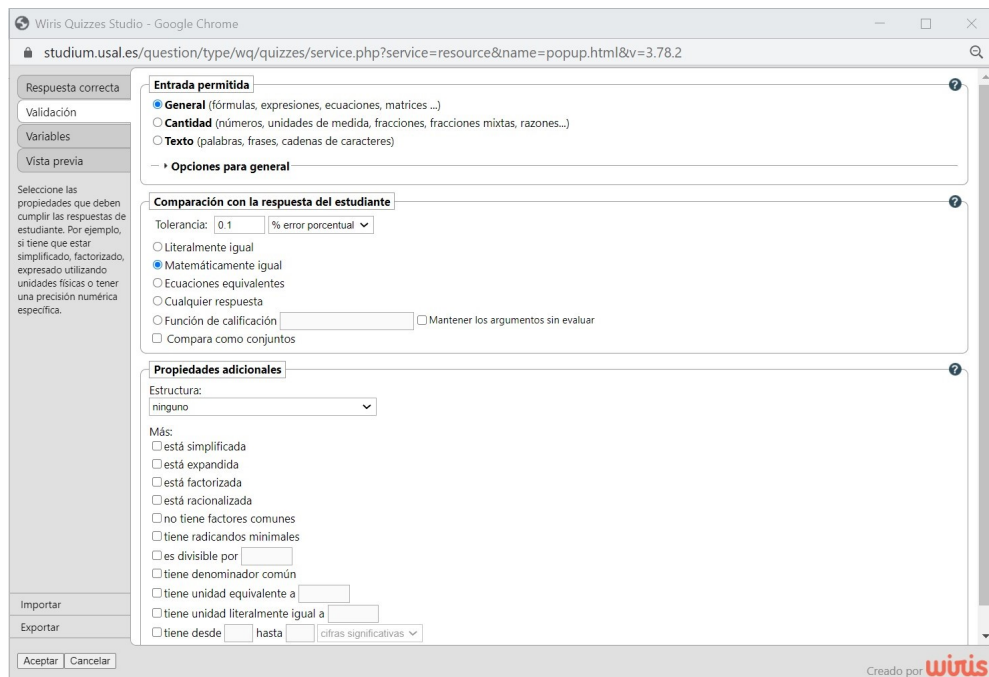 Wiris Quizzes Studio - Google Chrome
studium.usal.es/question/type/wq/quizzes/service.php?service=resource&name=popup.html&v=3.78.2
Respuesta correcta
Validación
Variables
Vista previa
Seleccione las
propiedades que deben
cumplir las respuestas de
estudiante. Por ejemplo,
si tiene que estar
simplificado, factorizado,
expresado utilizando
unidades físicas o tener
una precisión numérica
específica.
Importar
Exportar
Aceptar Cancelar
Entrada permitida ?
General (fórmulas, expresiones, ecuaciones, matrices ...)
Cantidad (números, unidades de medida, fracciones, fracciones mixtas, razones...)
Texto (palabras, frases, cadenas de caracteres)
Opciones para general
Comparación con la respuesta del estudiante ?
Tolerancia: 0.1 % error porcentual
Literalmente igual
Matemáticamente igual
Ecuaciones equivalentes
Cualquier respuesta
Función de calificación Mantener los argumentos sin evaluar
Compara como conjuntos
Propiedades adicionales ?
Estructura:
ninguno
Más:
está simplificada
está expandida
está factorizada
está racionalizada
no tiene factores comunes
tiene radicandos minimales
es divisible por
tiene denominador común
tiene unidad equivalente a
tiene unidad literalmente igual a
tiene desde hasta cifras significativas
Creado por wiris